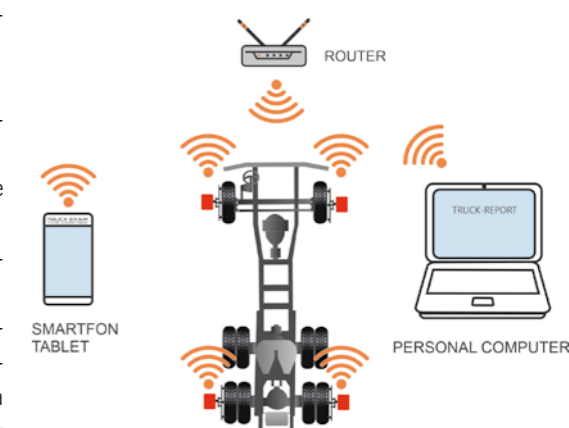 ROUTER
TRUCK-REPORT
SMARTFON
TABLET
PERSONAL COMPUTER
e
a